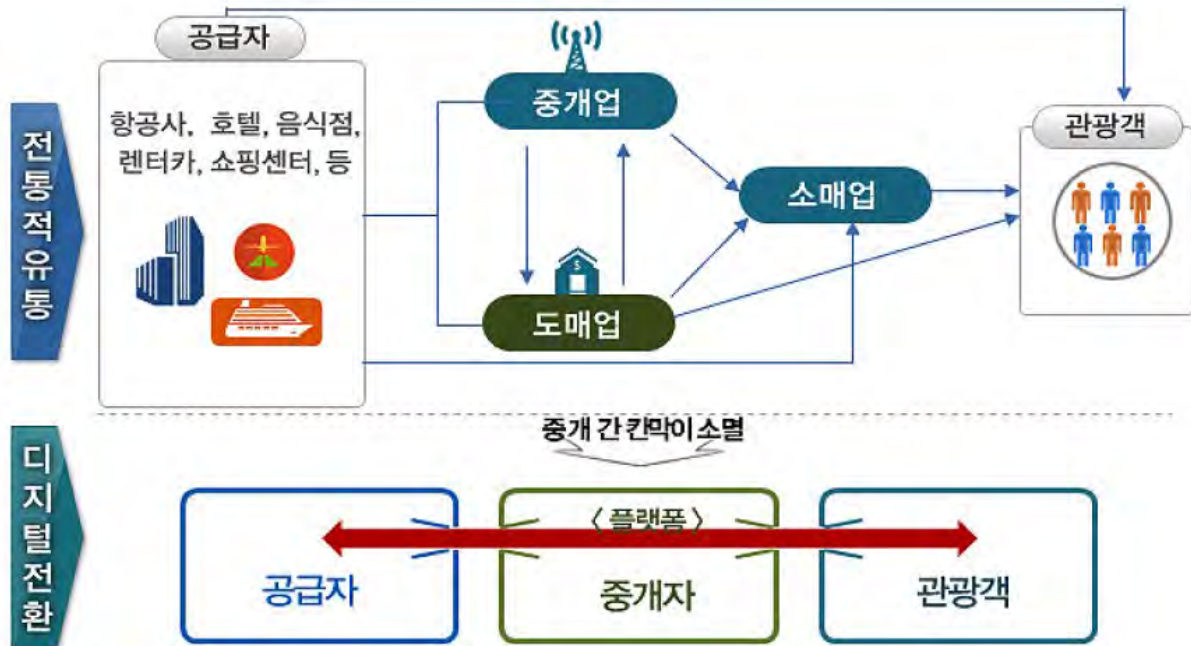 공급자
전통적유통
항공사, 호텔, 음식점,
렌터카, 쇼핑센터, 등
중개업
관광객
소매업
$
도매업
중개 간 칸막이 소멸
디지털전환
〈 플랫폼 〉
공급자
중개자
관광객